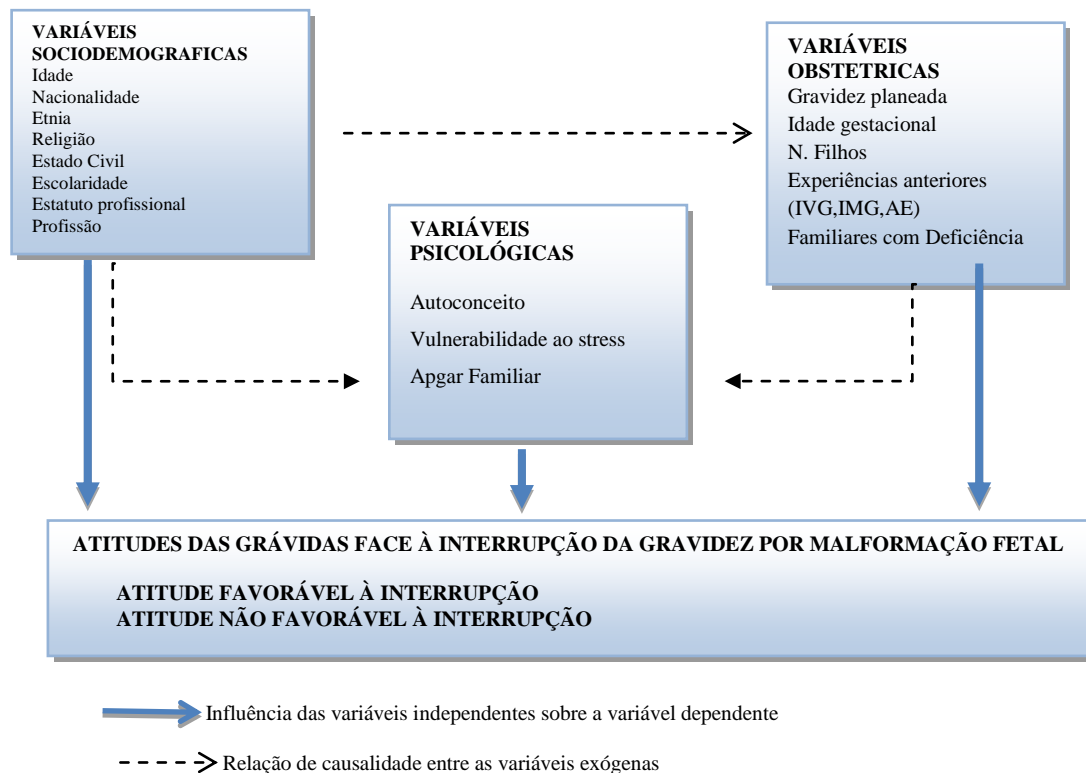 VARIÁVEIS
SOCIODEMOGRAFICAS
Idade
Nacionalidade
Etnia
Religião
Estado Civil
Escolaridade
Estatuto profissional
Profissão
VARIÁVEIS
OBSTETRICAS
Gravidez planeada
Idade gestacional
N. Filhos
Experiências anteriores
(IVG,IMG,AE)
Familiares com Deficiência
VARIÁVEIS
PSICOLÓGICAS
Autoconceito
Vulnerabilidade ao stress
Apgar Familiar
ATITUDES DAS GRÁVIDAS FACE À INTERRUPÇÃO DA GRAVIDEZ POR MALFORMAÇÃO FETAL
ATITUDE FAVORÁVEL À INTERRUPÇÃO
ATITUDE NÃO FAVORÁVEL À INTERRUPÇÃO
Influência das variáveis independentes sobre a variável dependente
Relação de causalidade entre as variáveis exógenas